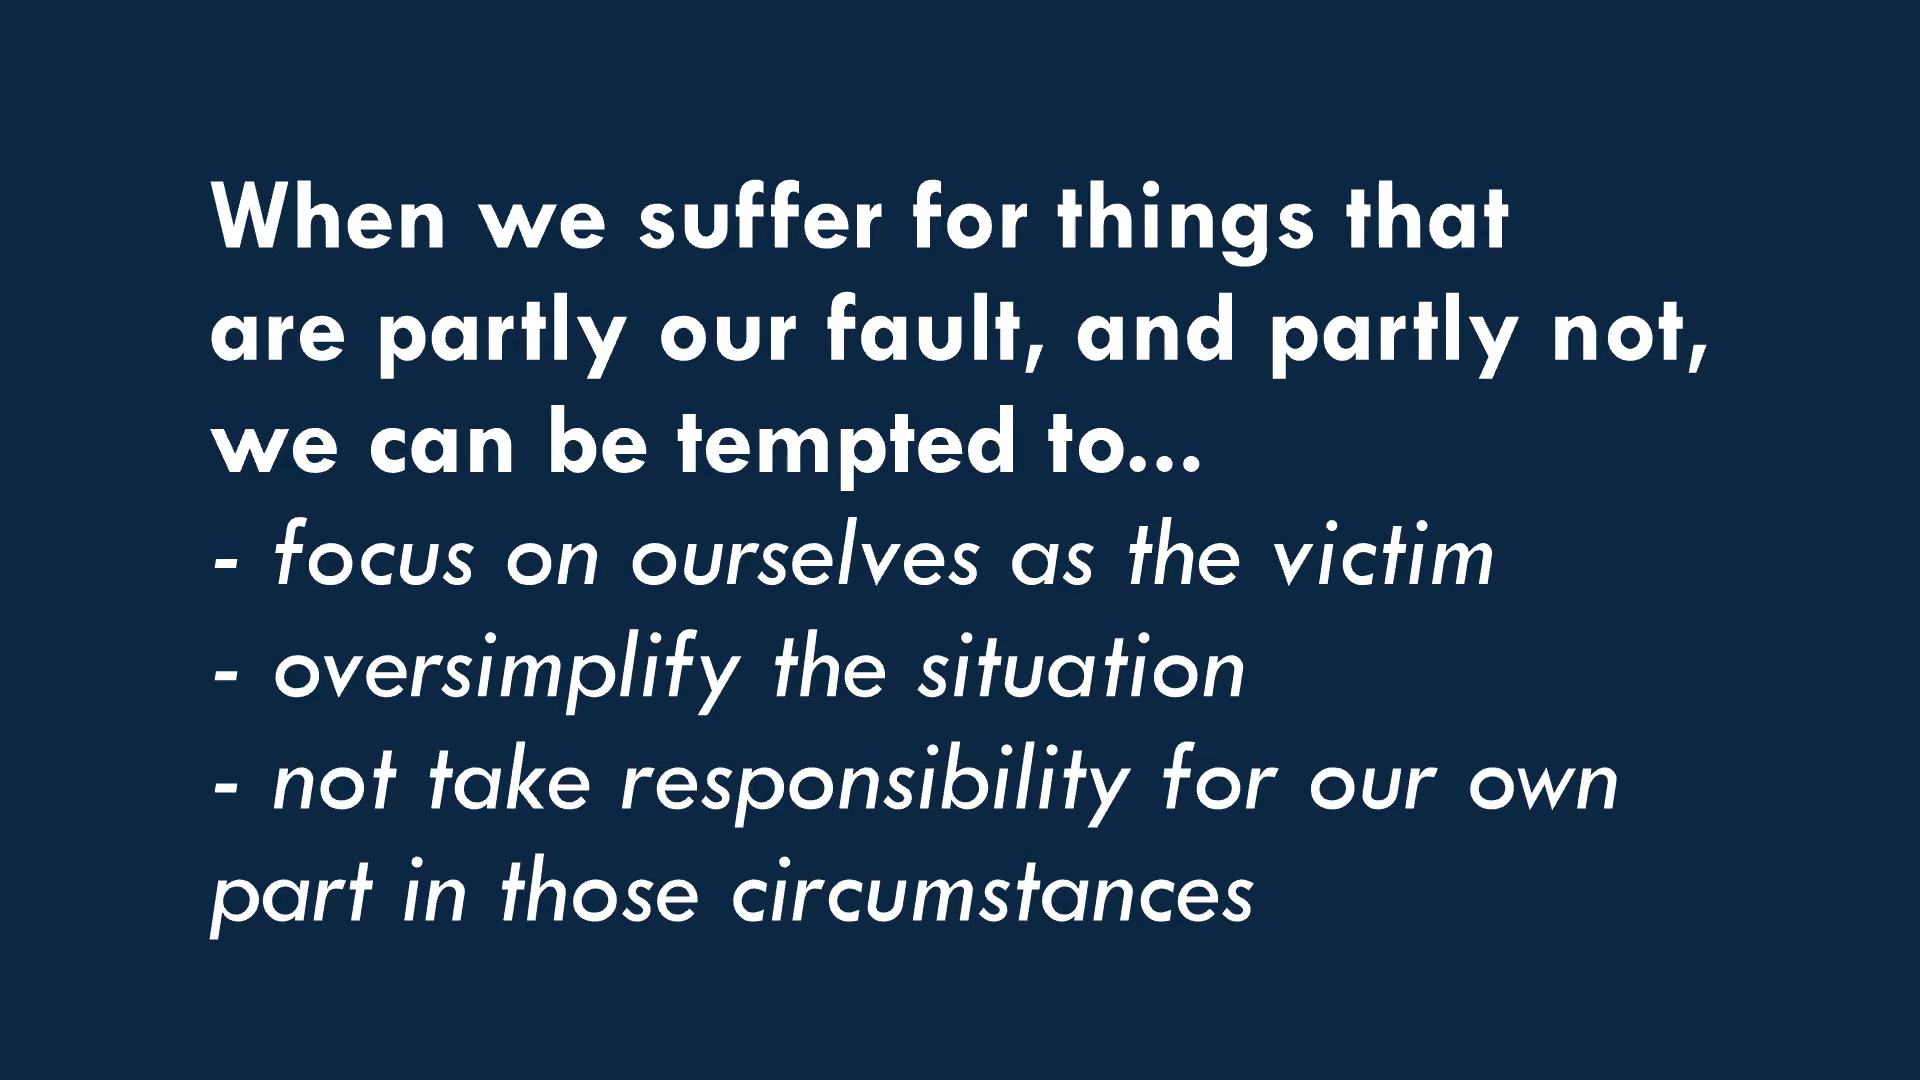 When we suffer for things that
are partly our fault, and partly not,
we can be tempted to...
- focus on ourselves as the victim
- oversimplify the situation
- not take responsibility for our own
part in those circumstances